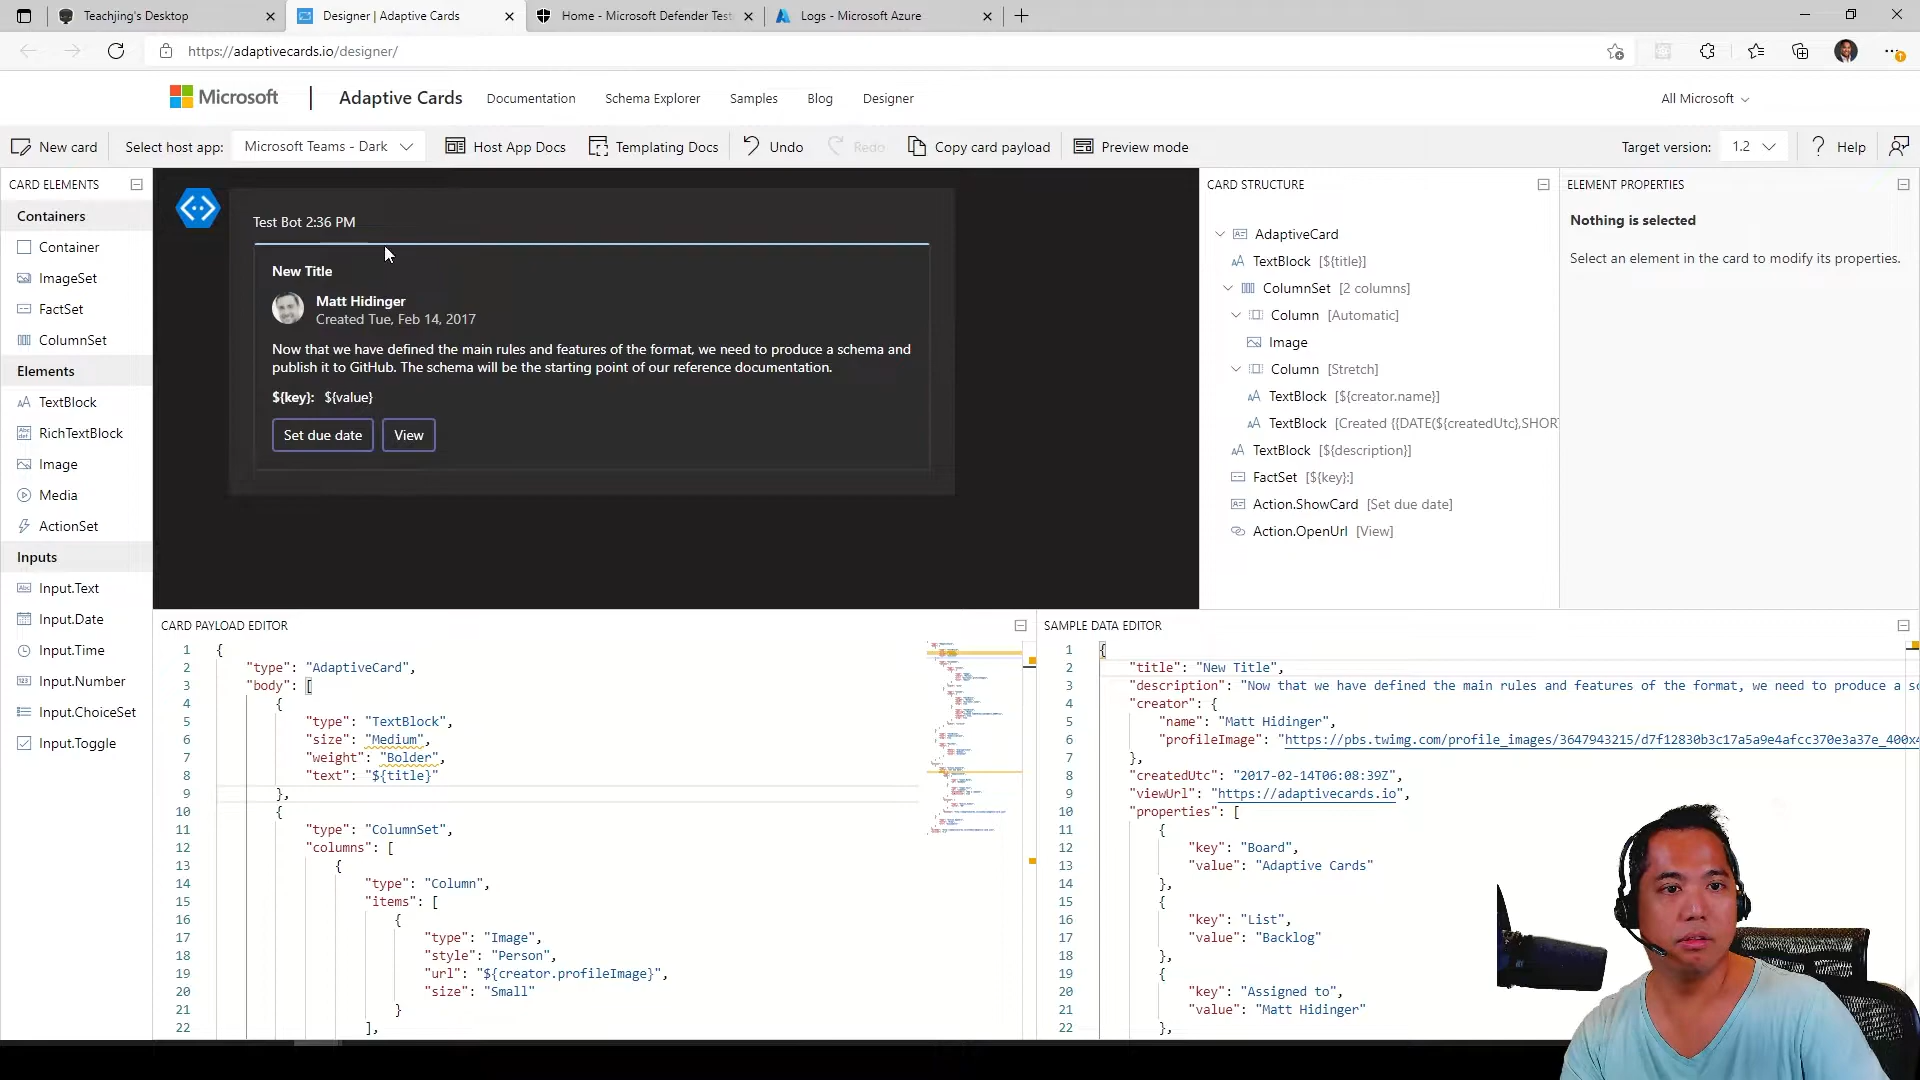 Teachjing's Desktop
Designer | Adaptive Cards
Home - Microsoft Defender Test
Logs - Microsoft Azure
https://adaptivecards.io/designer/
Microsoft
Adaptive Cards
Documentation
Schema Explorer
Samples
Blog
Designer
All Microsoft
New card
Select host app:
Microsoft Teams - Dark
Host App Docs
Templating Docs
Undo
Redo
Copy card payload
Preview mode
Target version:
1.2
Help
CARD ELEMENTS
Containers
Container
ImageSet
FactSet
ColumnSet
Elements
TextBlock
RichTextBlock
Image
Media
ActionSet
Inputs
Input.Text
Input.Date
Input.Time
Input.Number
Input.ChoiceSet
Input.Toggle
Test Bot 2:36 PM
New Title
Matt Hidinger
Created Tue, Feb 14, 2017
Now that we have defined the main rules and features of the format, we need to produce a schema and
publish it to GitHub. The schema will be the starting point of our reference documentation.
${key}: ${value}
Set due date
View
CARD STRUCTURE
AdaptiveCard
TextBlock [${title}]
ColumnSet [2 columns]
Column [Automatic]
Image
Column [Stretch]
TextBlock [${creator.name}]
TextBlock [Created {{DATE(${createdUtc},SHOR
TextBlock [${description}]
FactSet [${key}:]
Action.ShowCard [Set due date]
Action.OpenUrl [View]
ELEMENT PROPERTIES
Nothing is selected
Select an element in the card to modify its properties.
CARD PAYLOAD EDITOR
1 {
2 "type": "AdaptiveCard",
3 "body": [
4 {
5 "type": "TextBlock",
6 "size": "Medium",
7 "weight": "Bolder",
8 "text": "${title}"
9 },
10 {
11 "type": "ColumnSet",
12 "columns": [
13 {
14 "type": "Column",
15 "items": [
16 {
17 "type": "Image",
18 "style": "Person",
19 "url": "${creator.profileImage}",
20 "size": "Small"
21 }
22 ],
SAMPLE DATA EDITOR
1 {
2 "title": "New Title",
3 "description": "Now that we have defined the main rules and features of the format, we need to produce a sc
4 "creator": {
5 "name": "Matt Hidinger",
6 "profileImage": "https://pbs.twimg.com/profile_images/3647943215/d7f12830b3c17a5a9e4afcc370e3a37e_400x4
7 },
8 "createdUtc": "2017-02-14T06:08:39Z",
9 "viewUrl": "https://adaptivecards.io",
10 "properties": [
11 {
12 "key": "Board",
13 "value": "Adaptive Cards"
14 },
15 {
16 "key": "List",
17 "value": "Backlog"
18 },
19 {
20 "key": "Assigned to",
21 "value": "Matt Hidinger"
22 },